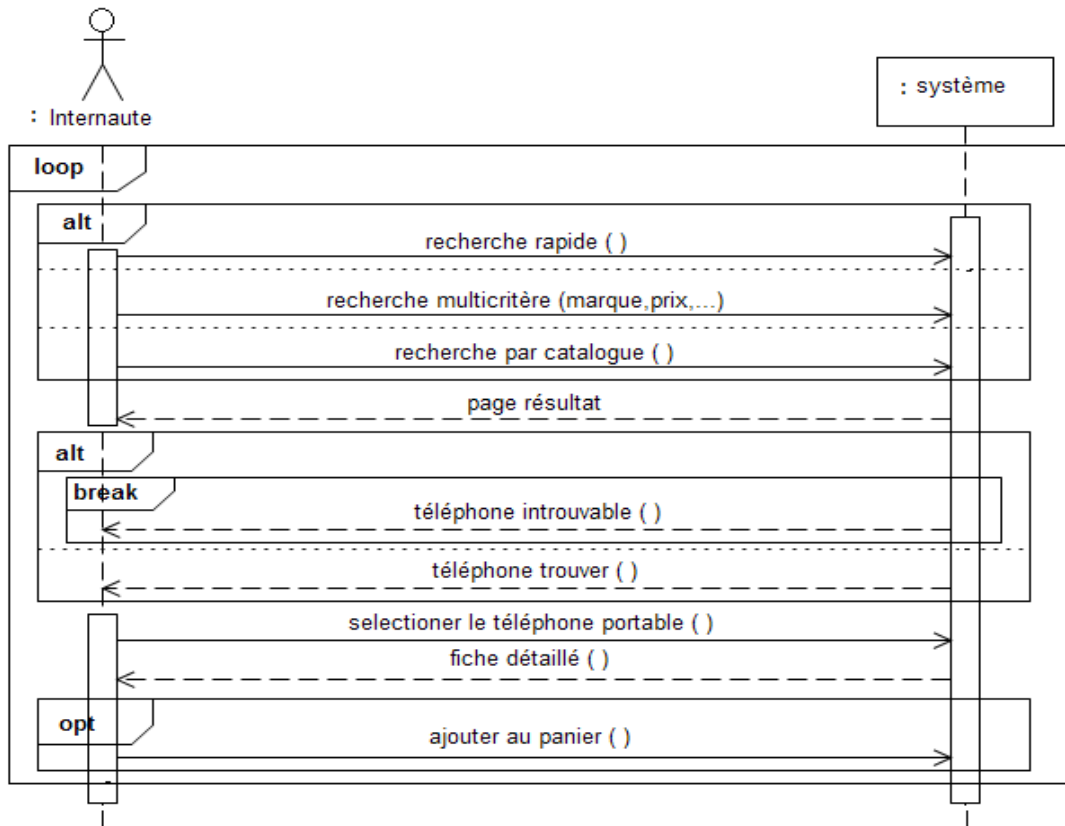 : Internaute
: système
loop
alt
recherche rapide ( )
recherche multicritère (marque,prix,...)
recherche par catalogue ( )
page résultat
alt
break
téléphone introuvable ( )
téléphone trouver ( )
selectioner le téléphone portable ( )
fiche détaillé ( )
opt
ajouter au panier ( )